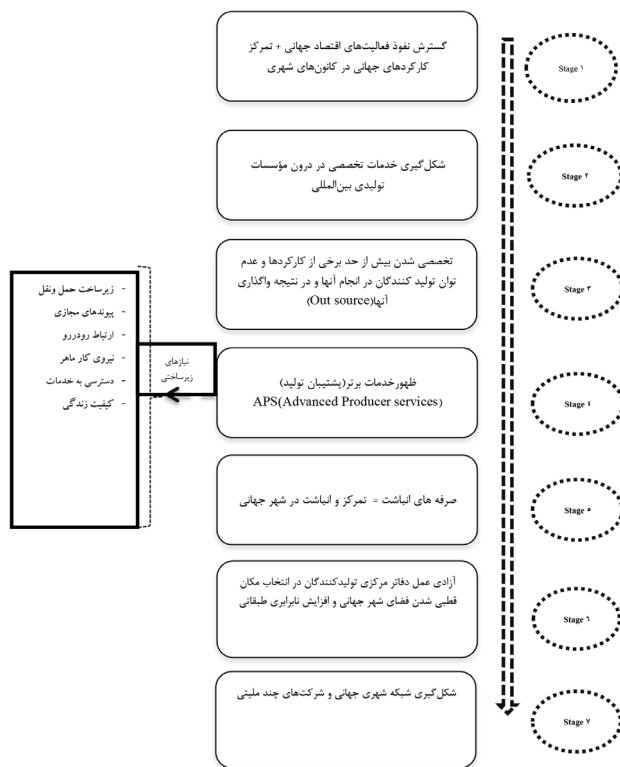 گسترش نفوذ فعالیت‌های اقتصاد جهانی + تمرکز
کارکردهای جهانی در کانون‌های شهری
Stage ۱
شکل‌گیری خدمات تخصصی در درون مؤسسات
تولیدی بین‌المللی
Stage ۲
تخصصی شدن بیش از حد برخی از کارکردها و عدم
توان تولید کنندگان در انجام آنها و در نتیجه واگذاری
آنها(Out source)
Stage ۳
ظهورخدمات برتر(پشتیبان تولید)
APS(Advanced Producer services)
Stage ٤
نیازهای
زیرساختی
- زیرساخت حمل ونقل
- پیوندهای مجازی
- ارتباط رودررو
- نیروی کار ماهر
- دسترسی به خدمات
- کیفیت زندگی
صرفه های انباشت = تمرکز و انباشت در شهر جهانی
Stage ٥
آزادی عمل دفاتر مرکزی تولیدکنندگان در انتخاب مکان
قطبی شدن فضای شهر جهانی و افزایش نابرابری طبقاتی
Stage ٦
شکل‌گیری شبکه شهری جهانی و شرکت‌های چند ملیتی
Stage ۷